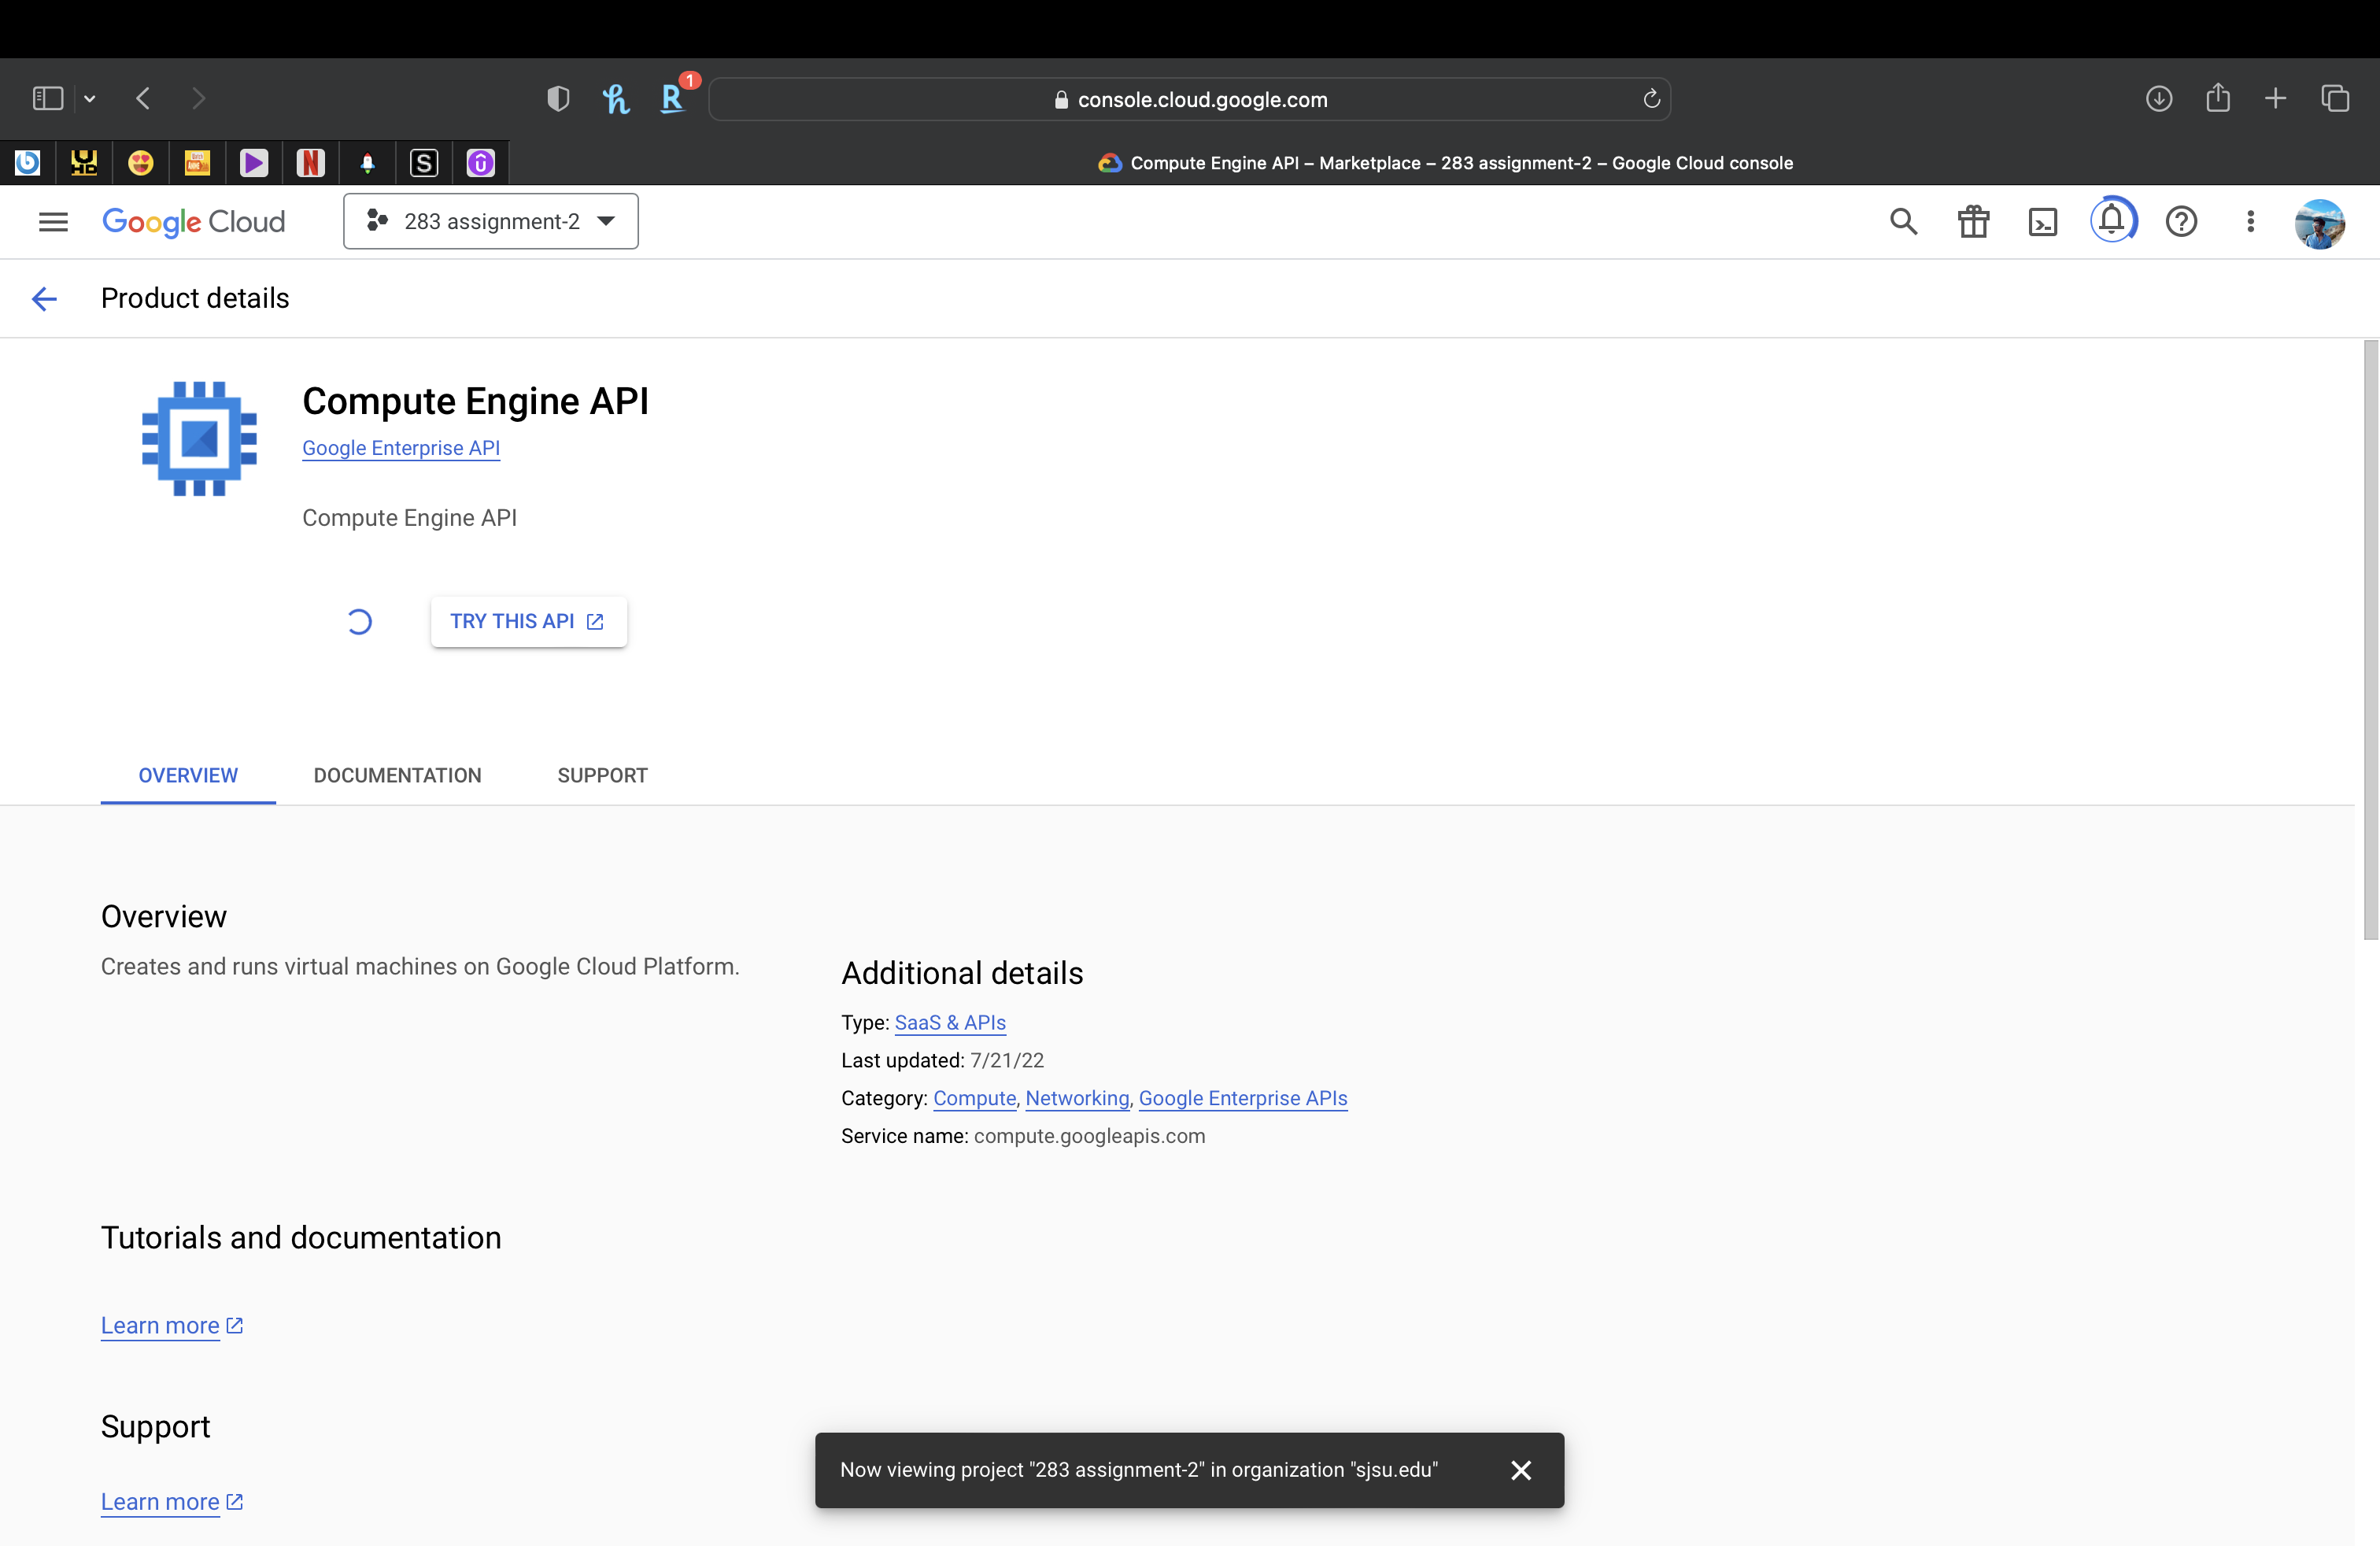 1
console.cloud.google.com
Compute Engine API – Marketplace – 283 assignment-2 – Google Cloud console
Google Cloud
283 assignment-2
Product details
Compute Engine API
Google Enterprise API
Compute Engine API
TRY THIS API
OVERVIEW
DOCUMENTATION
SUPPORT
Overview
Creates and runs virtual machines on Google Cloud Platform.
Additional details
Type: SaaS & APIs
Last updated: 7/21/22
Category: Compute, Networking, Google Enterprise APIs
Service name: compute.googleapis.com
Tutorials and documentation
Learn more
Support
Learn more
Now viewing project "283 assignment-2" in organization "sjsu.edu"